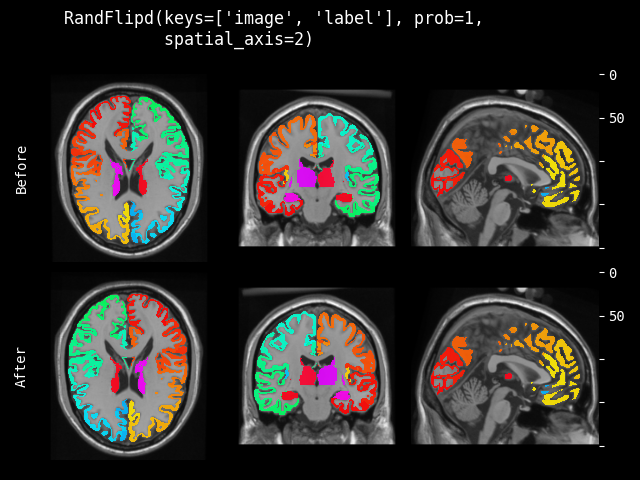 RandFlipd(keys=['image', 'label'], prob=1,
spatial_axis=2)
Before
0
50
After
0
50